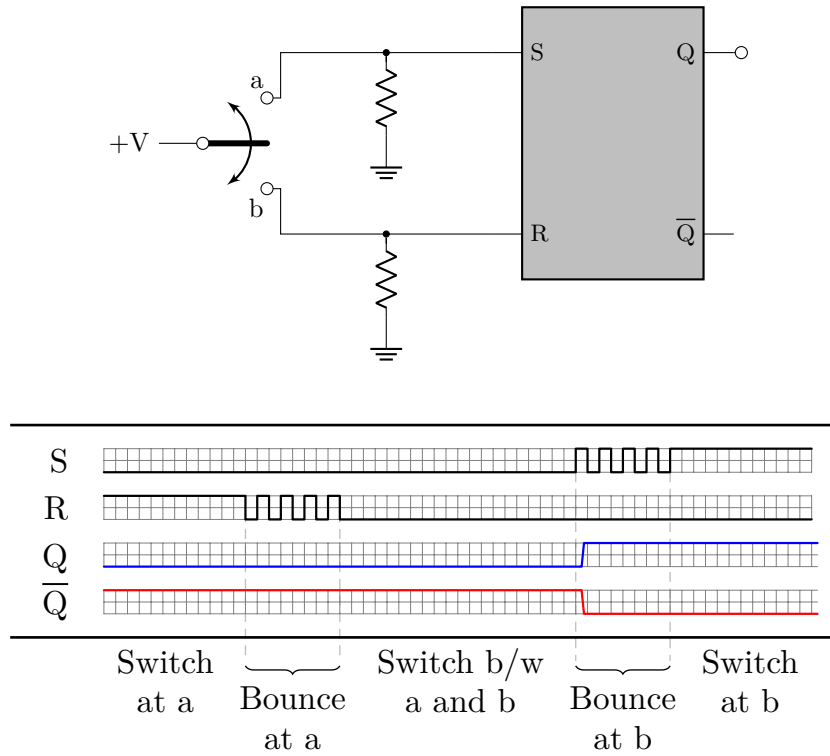 a
S
Q
+V
b
R
Q
S
R
Q
Q
Switch at a
Bounce at a
Switch b/w a and b
Bounce at b
Switch at b